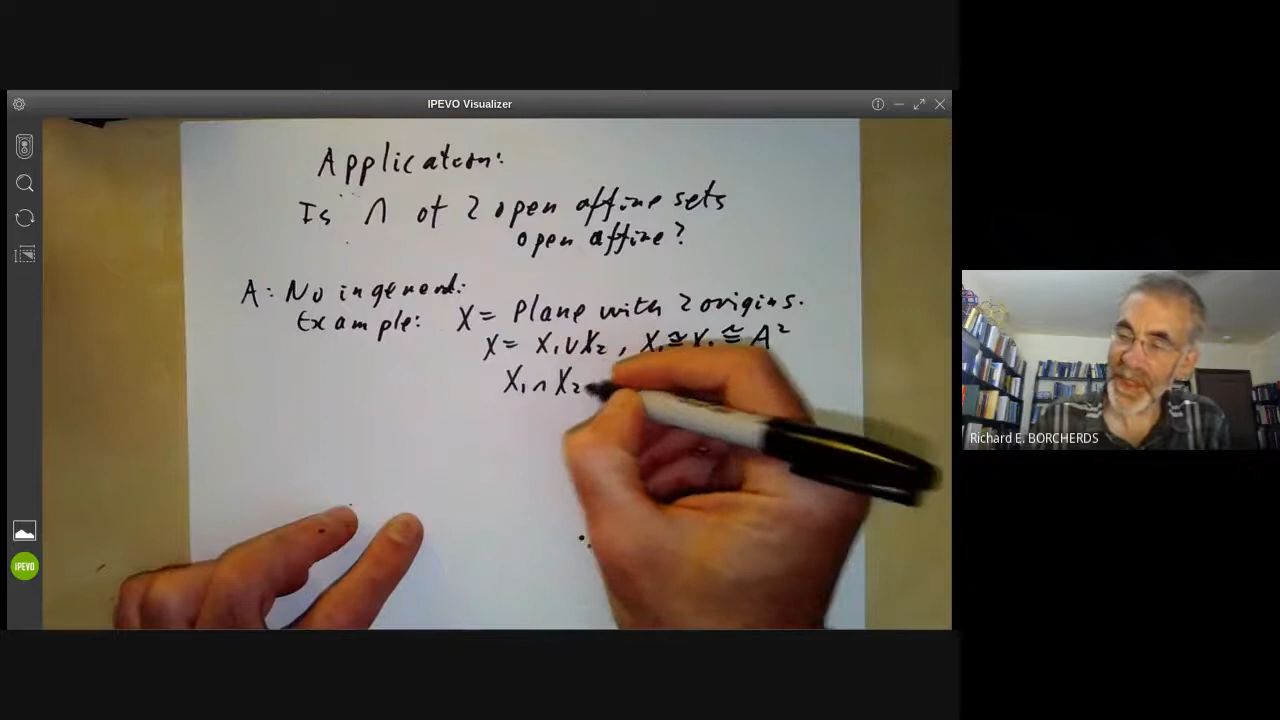 IPEVO Visualizer
Application:
Is ∩ of 2 open affine sets
open affine?
A: No in general.
Example: X = Plane with 2 origins.
X = X₁ ∪ X₂, X₁ ≅ X₂ ≅ A²
X₁ ∩ X₂
Richard E. BORCHERDS
IPEVO